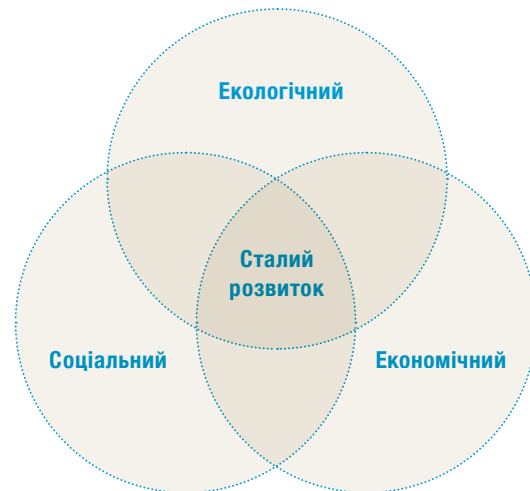 Екологічний
Сталий
розвиток
Соціальний
Економічний